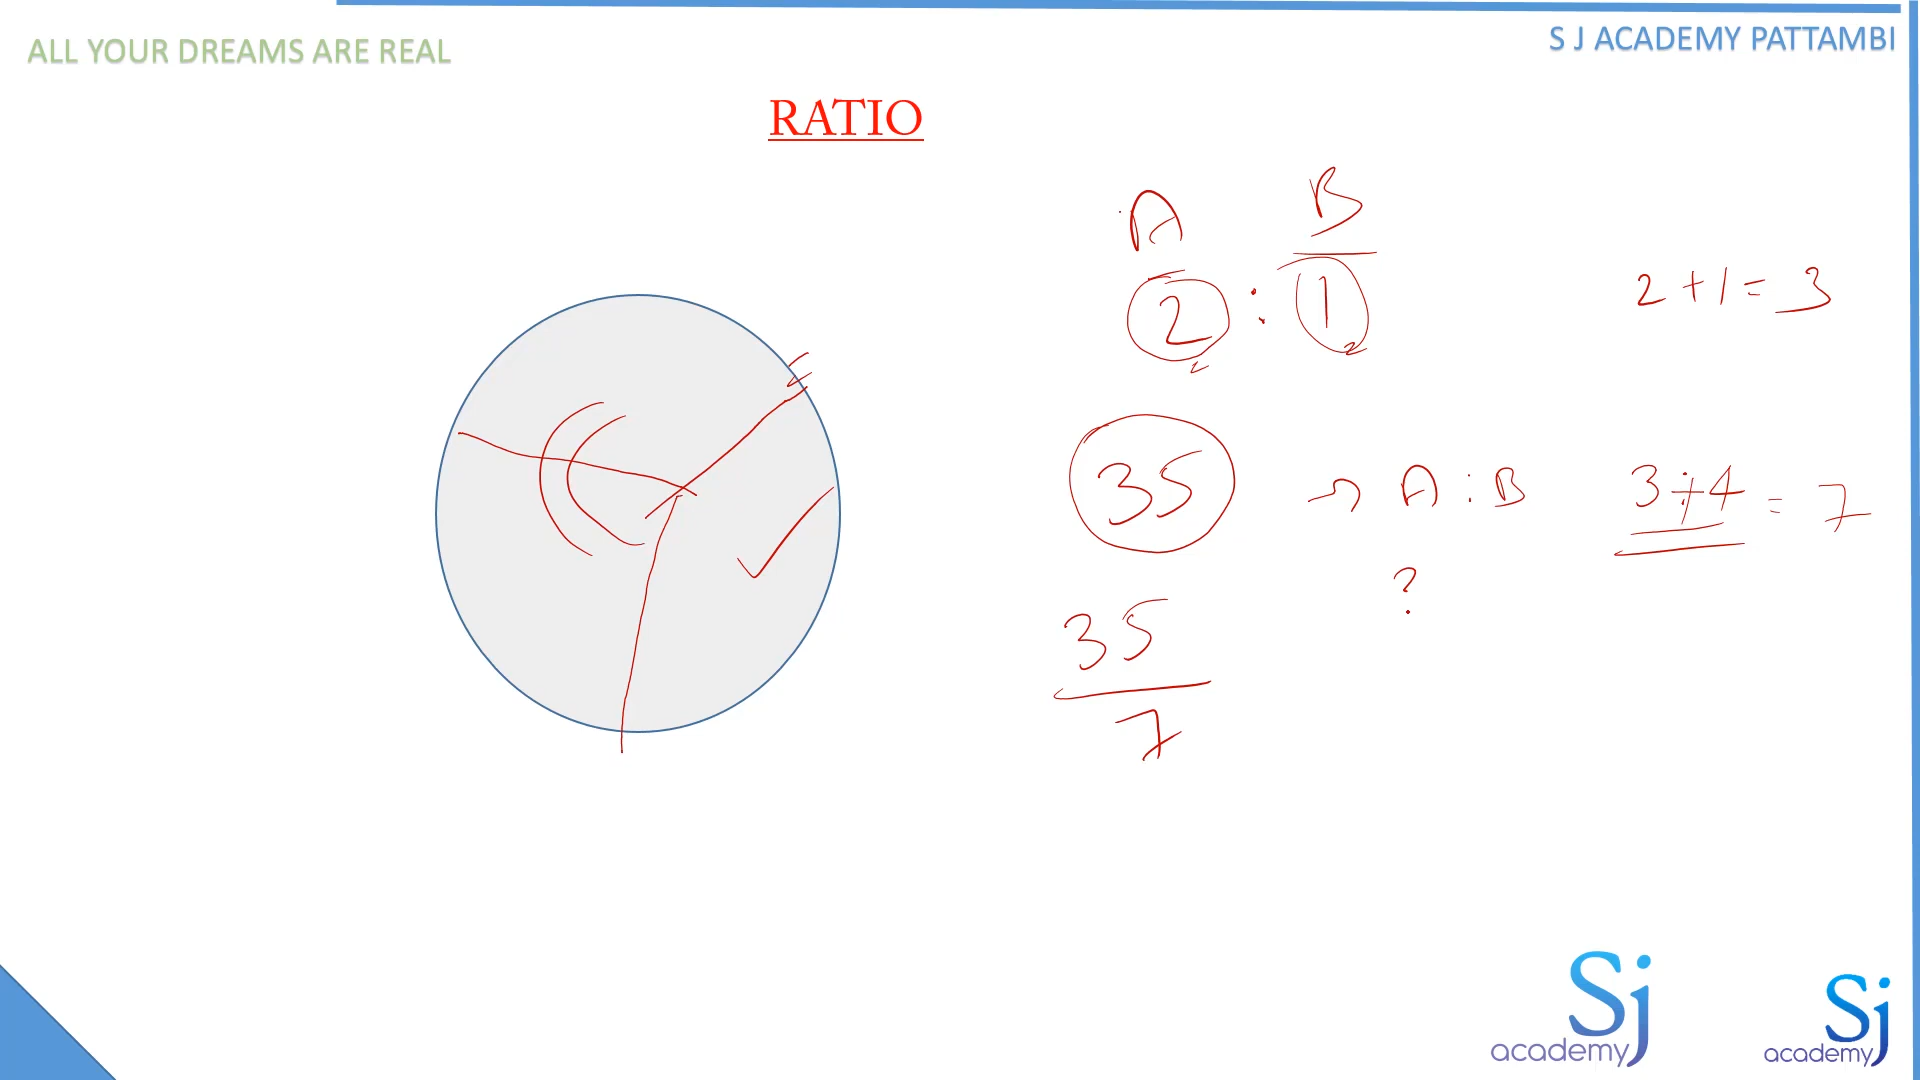 ALL YOUR DREAMS ARE REAL
S J ACADEMY PATTAMBI
RATIO
A B
2 : 1
2+1=3
35 → A:B 3:4 = 7
?
35
7
Sj
academy
Sj
academy